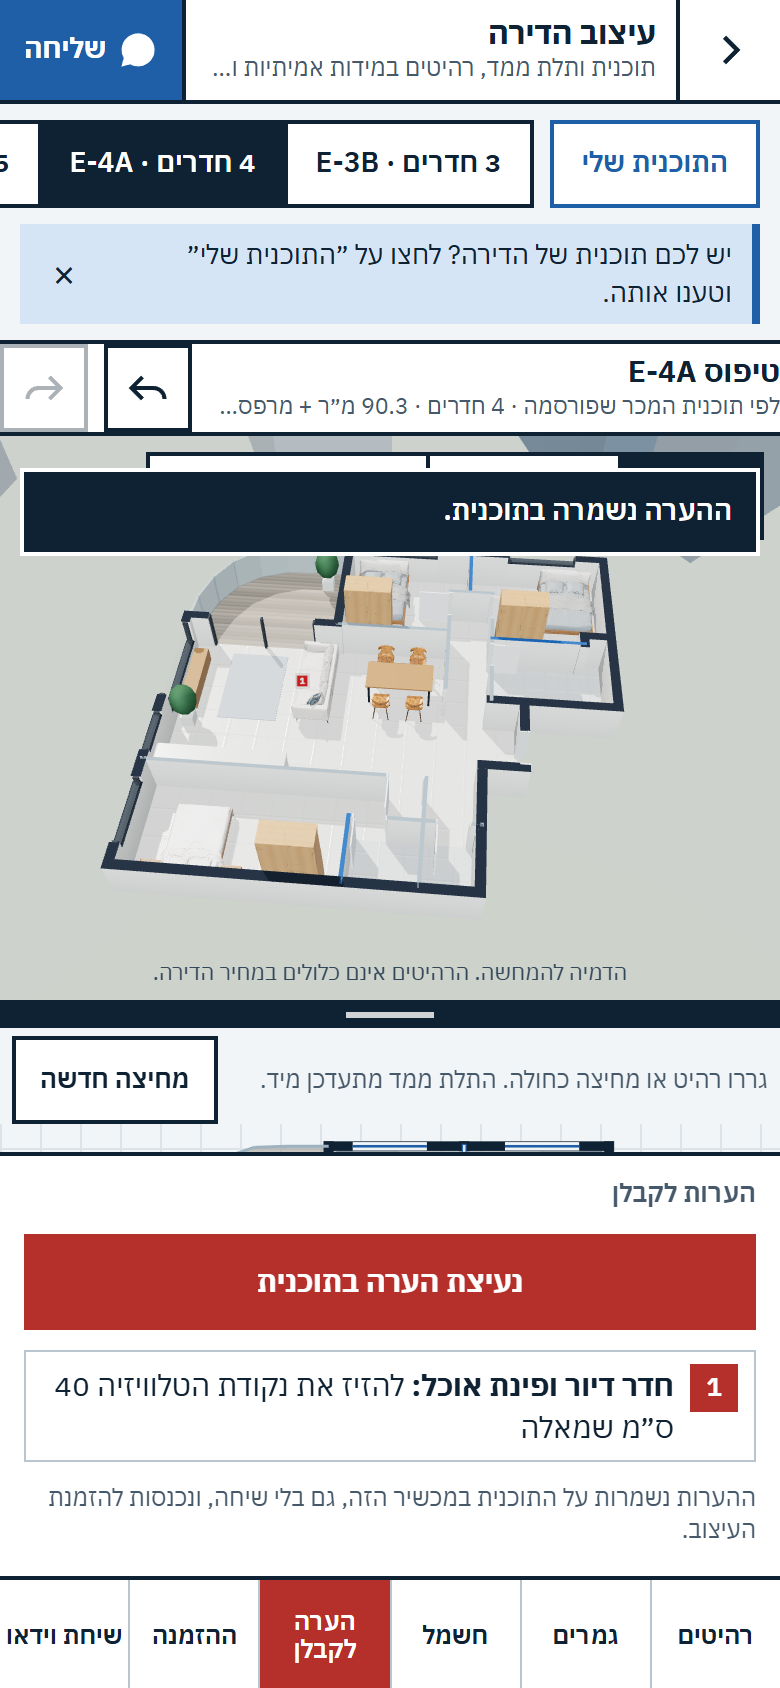 עיצוב הדירה
תוכנית ותלת ממד, רהיטים במידות אמיתיות ו...
שליחה
התוכנית שלי
3 חדרים · E-3B
4 חדרים · E-4A
5
יש לכם תוכנית של הדירה? לחצו על ״התוכנית שלי״
וטענו אותה.
טיפוס E-4A
לפי תוכנית המכר שפורסמה · 4 חדרים · 90.3 מ״ר + מרפס...
ההערה נשמרה בתוכנית.
1
הדמיה להמחשה. הרהיטים אינם כלולים במחיר הדירה.
גררו רהיט או מחיצה כחולה. התלת ממד מתעדכן מיד.
מחיצה חדשה
הערות לקבלן
נעיצת הערה בתוכנית
1
חדר דיור ופינת אוכל: להזיז את נקודת הטלוויזיה 40
ס״מ שמאלה
ההערות נשמרות על התוכנית במכשיר הזה, גם בלי שיחה, ונכנסות להזמנת
העיצוב.
רהיטים
גמרים
חשמל
הערה
לקבלן
ההזמנה
שיחת וידאו